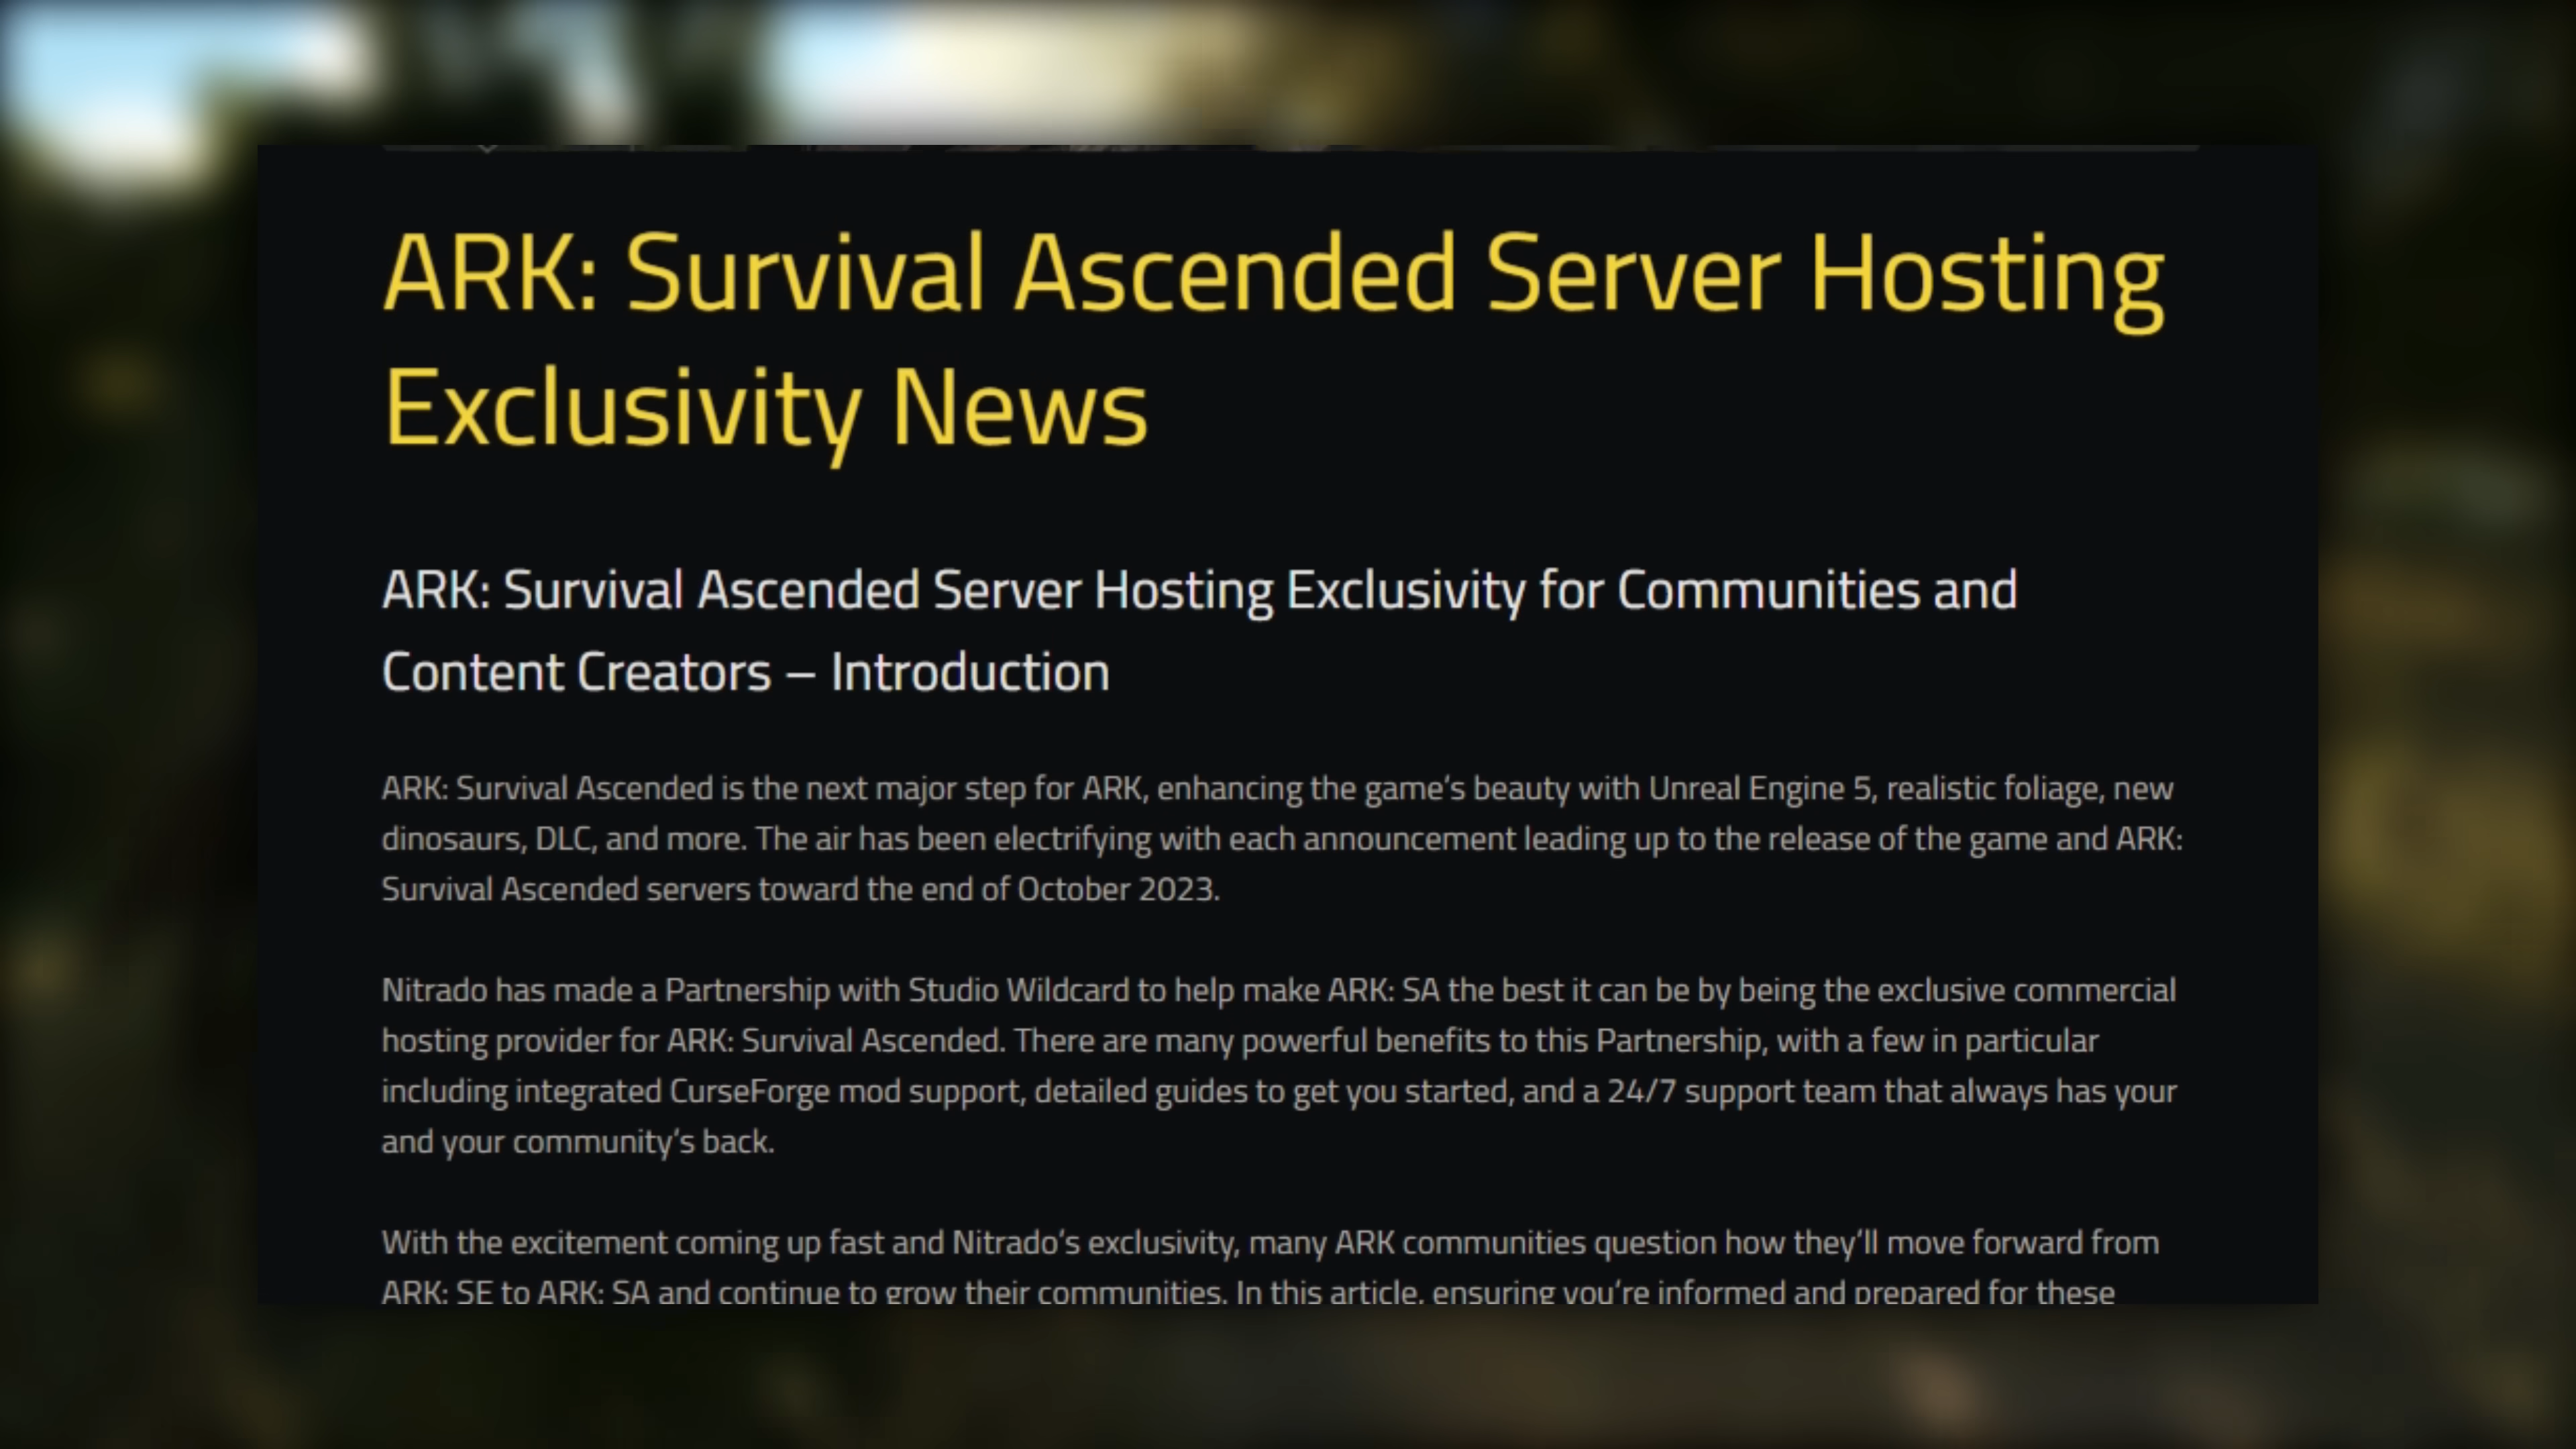 ARK: Survival Ascended Server Hosting
Exclusivity News
ARK: Survival Ascended Server Hosting Exclusivity for Communities and
Content Creators – Introduction
ARK: Survival Ascended is the next major step for ARK, enhancing the game's beauty with Unreal Engine 5, realistic foliage, new
dinosaurs, DLC, and more. The air has been electrifying with each announcement leading up to the release of the game and ARK:
Survival Ascended servers toward the end of October 2023.
Nitrado has made a Partnership with Studio Wildcard to help make ARK: SA the best it can be by being the exclusive commercial
hosting provider for ARK: Survival Ascended. There are many powerful benefits to this Partnership, with a few in particular
including integrated CurseForge mod support, detailed guides to get you started, and a 24/7 support team that always has your
and your community's back.
With the excitement coming up fast and Nitrado's exclusivity, many ARK communities question how they'll move forward from
ARK: SE to ARK: SA and continue to grow their communities. In this article, ensuring you're informed and prepared for these